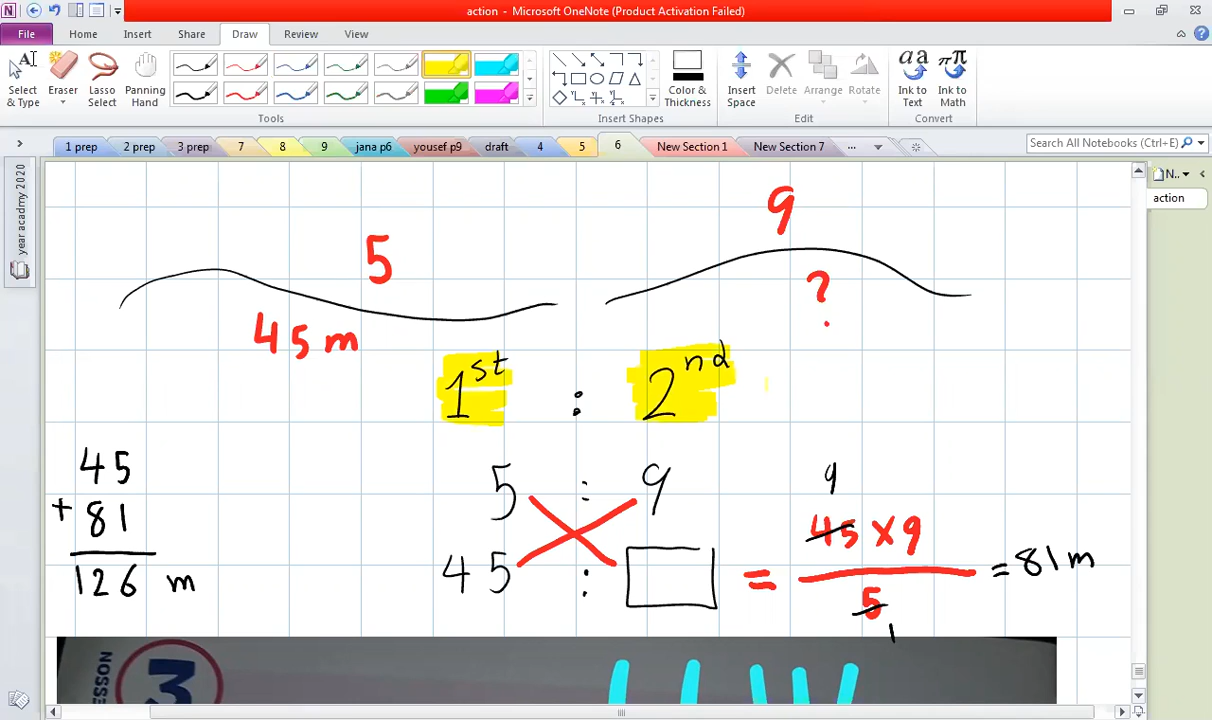 action - Microsoft OneNote (Product Activation Failed)
File Home Insert Share Draw Review View
Select & Type
Eraser
Lasso Select
Panning Hand
Color & Thickness
Insert Space
Delete
Arrange
Rotate
Ink to Text
Ink to Math
Tools
Insert Shapes
Edit
Convert
1 prep 2 prep 3 prep 7 8 9 jana p6 yousef p9 draft 4 5 6 New Section 1 New Section 7 ...
Search All Notebooks (Ctrl+E)
N..
action
year acadmy 2020
9
5
?
45 m
1st : 2nd
5 : 9
45 : = 45 x 9 / 5 = 81 m
9
1
45
+ 81
126 m
LESSON